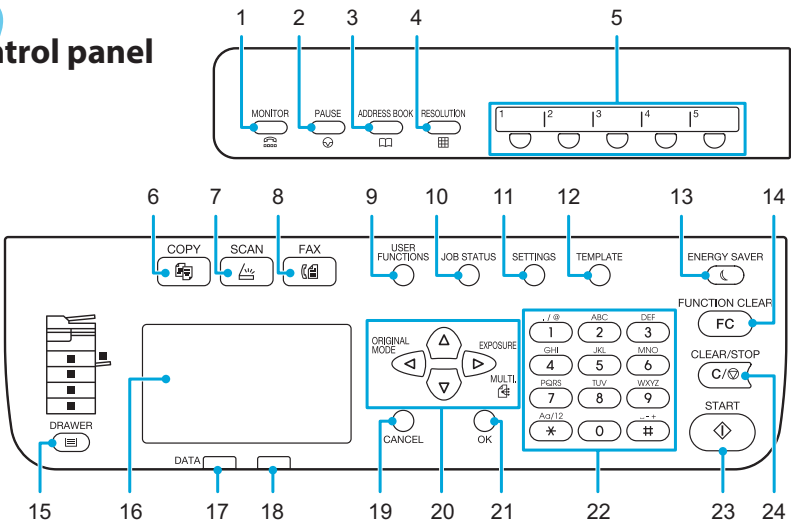 ntrol panel
1 2 3 4 5
MONITOR PAUSE ADDRESS BOOK RESOLUTION
1 2 3 4 5
6 7 8 9 10 11 12 13 14
COPY SCAN FAX
USER FUNCTIONS JOB STATUS SETTINGS TEMPLATE
ENERGY SAVER
FUNCTION CLEAR
FC
ORIGINAL MODE
EXPOSURE
MULTI.
, / @ ABC DEF
1 2 3
GHI JKL MNO
4 5 6
PQRS TUV WXYZ
7 8 9
Aa/12 _-+
* 0 #
CLEAR/STOP
C/
START
DRAWER
DATA
CANCEL
OK
15 16 17 18 19 20 21 22 23 24